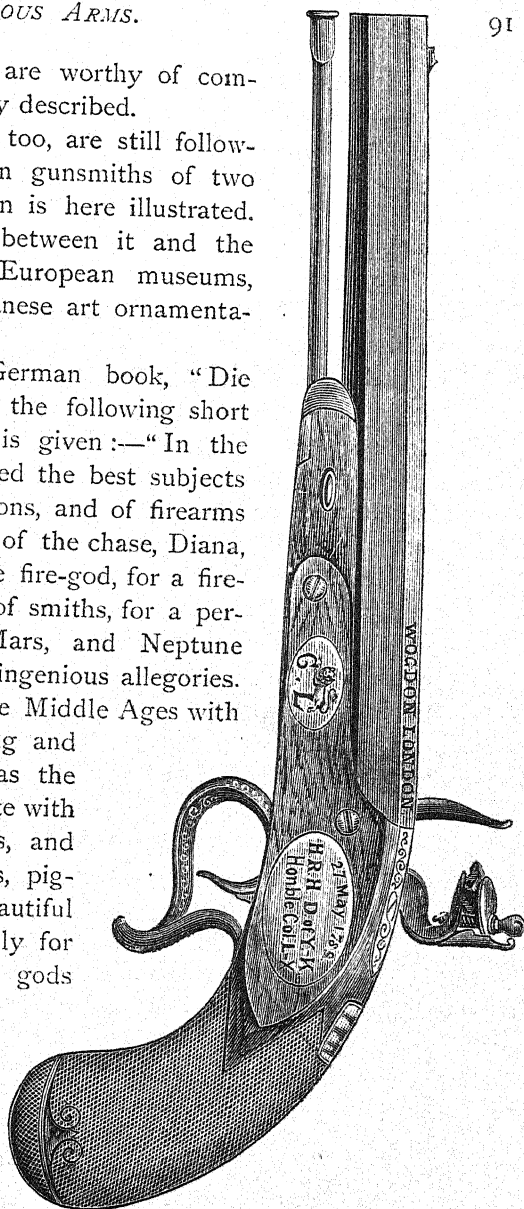 OUS ARMS.
91
are worthy of com-
y described.
too, are still follow-
n gunsmiths of two
n is here illustrated.
between it and the
European museums,
nese art ornamenta-
German book, "Die
the following short
is given:—"In the
ed the best subjects
ons, and of firearms
of the chase, Diana,
e fire-god, for a fire-
of smiths, for a per-
Mars, and Neptune
ingenious allegories.
e Middle Ages with
g and
as the
te with
s, and
s, pig-
autiful
ly for
gods
WOGDON LONDON
G. L.
27 May 1789
H R H D of Y-K
Honble Col L-X